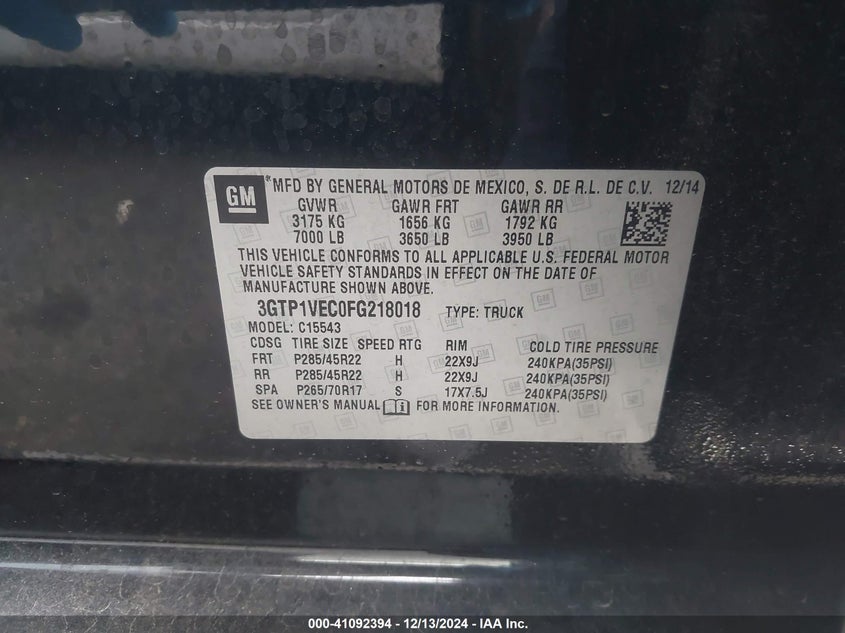 GM
*MFD BY GENERAL MOTORS DE MEXICO, S. DE R.L. DE C.V. 12/14
GVWR GAWR FRT GAWR RR
3175 KG 1656 KG 1792 KG
7000 LB 3650 LB 3950 LB
THIS VEHICLE CONFORMS TO ALL APPLICABLE U.S. FEDERAL MOTOR
VEHICLE SAFETY STANDARDS IN EFFECT ON THE DATE OF
MANUFACTURE SHOWN ABOVE.
3GTP1VEC0FG218018 TYPE: TRUCK
MODEL: C15543
CDSG TIRE SIZE SPEED RTG RIM COLD TIRE PRESSURE
FRT P285/45R22 H 22X9J 240KPA(35PSI)
RR P285/45R22 H 22X9J 240KPA(35PSI)
SPA P265/70R17 S 17X7.5J 240KPA(35PSI)
SEE OWNER'S MANUAL FOR MORE INFORMATION.
000-41092394 - 12/13/2024 - IAA Inc.